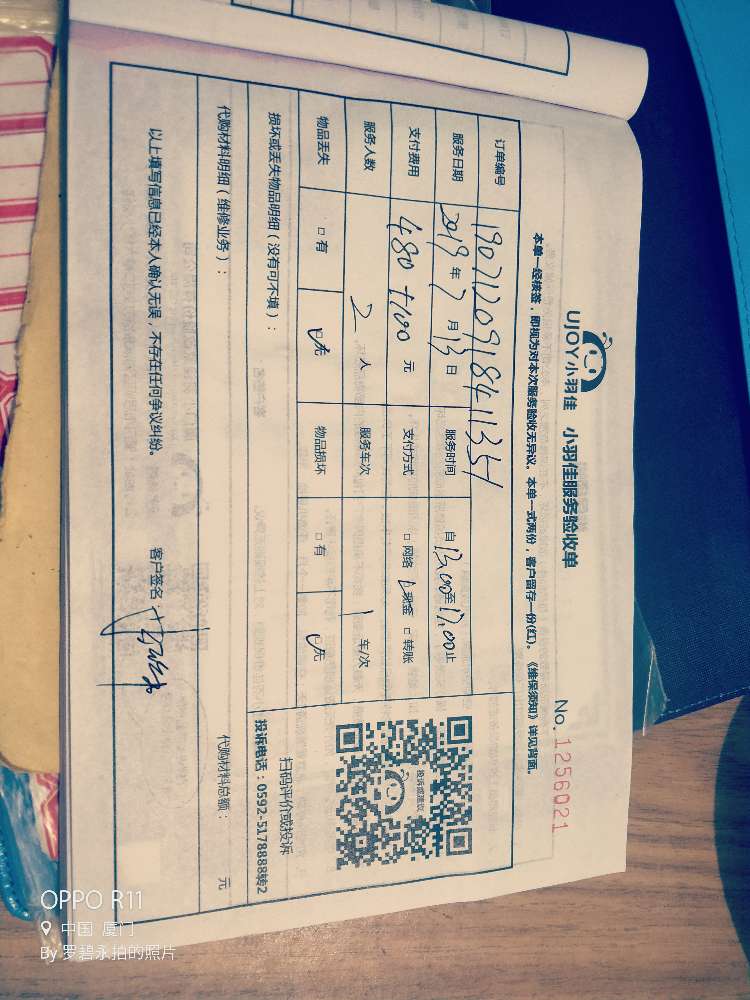 UJOY小羽佳 小羽佳服务验收单
No. 1256021
本单一经核签，即视为对本次服务验收无异议。本单一式两份，客户留存一份(红)。《维保须知》详见背面。
订单编号 1907120918411354
服务日期 2019年7月13日 服务时间 自13:00至17:00止
支付费用 480+100元 支付方式 □网络 ☑现金 □转账
服务人数 2人 服务车次 1车/次
物品丢失 □有 ☑无 物品损坏 □有 ☑无
投诉或建议
扫码评价或投诉
投诉电话：0592-5178888转2
损坏或丢失物品明细（没有可不填）：
代购材料明细（维修业务）： 代购材料总额： 元
以上填写信息已经本人确认无误，不存在任何争议纠纷。 客户签名：
OPPO R11
中国 厦门
By 罗碧永拍的照片